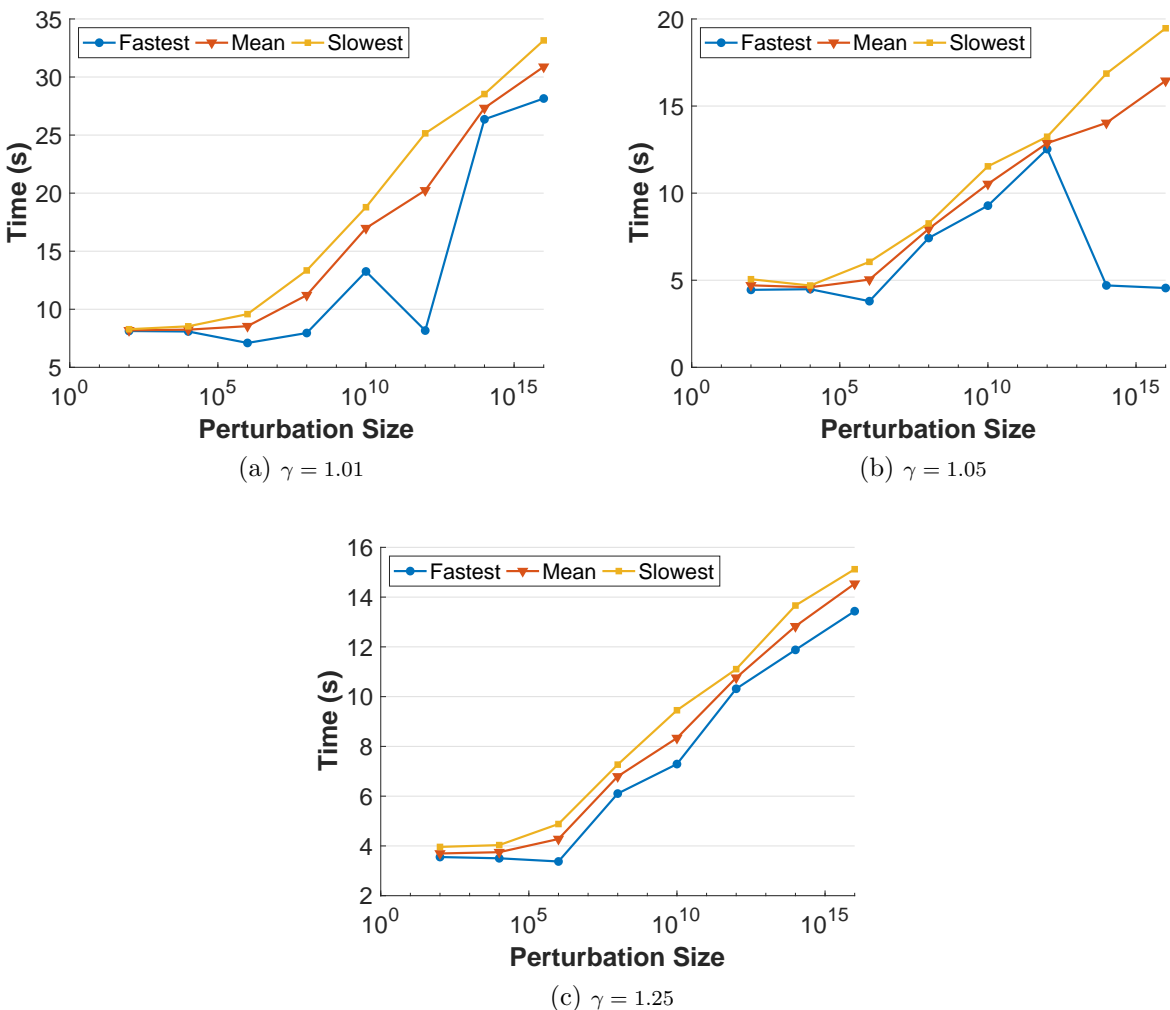 35
30
25
20
15
10
5
Time (s)
Fastest Mean Slowest
10^0 10^5 10^10 10^15
Perturbation Size
(a) γ = 1.01
20
15
10
5
0
Time (s)
Fastest Mean Slowest
10^0 10^5 10^10 10^15
Perturbation Size
(b) γ = 1.05
16
14
12
10
8
6
4
2
Time (s)
Fastest Mean Slowest
10^0 10^5 10^10 10^15
Perturbation Size
(c) γ = 1.25